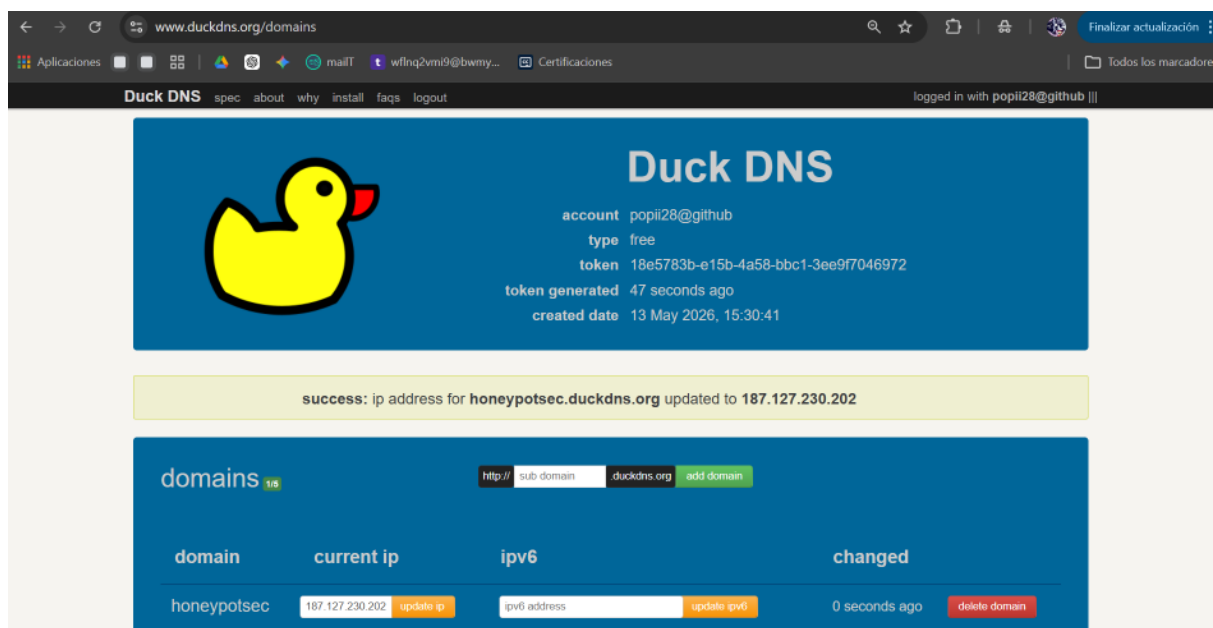 www.duckdns.org/domains
Finalizar actualización
Aplicaciones
mailT
t wflnq2vmi9@bwmy...
Certificaciones
Todos los marcadore
Duck DNS spec about why install faqs logout
logged in with popii28@github |||
Duck DNS
account popii28@github
type free
token 18e5783b-e15b-4a58-bbc1-3ee9f7046972
token generated 47 seconds ago
created date 13 May 2026, 15:30:41
success: ip address for honeypotsec.duckdns.org updated to 187.127.230.202
domains 1/5
http:// sub domain .duckdns.org add domain
domain current ip ipv6 changed
honeypotsec 187.127.230.202 update ip ipv6 address update ipv6 0 seconds ago delete domain